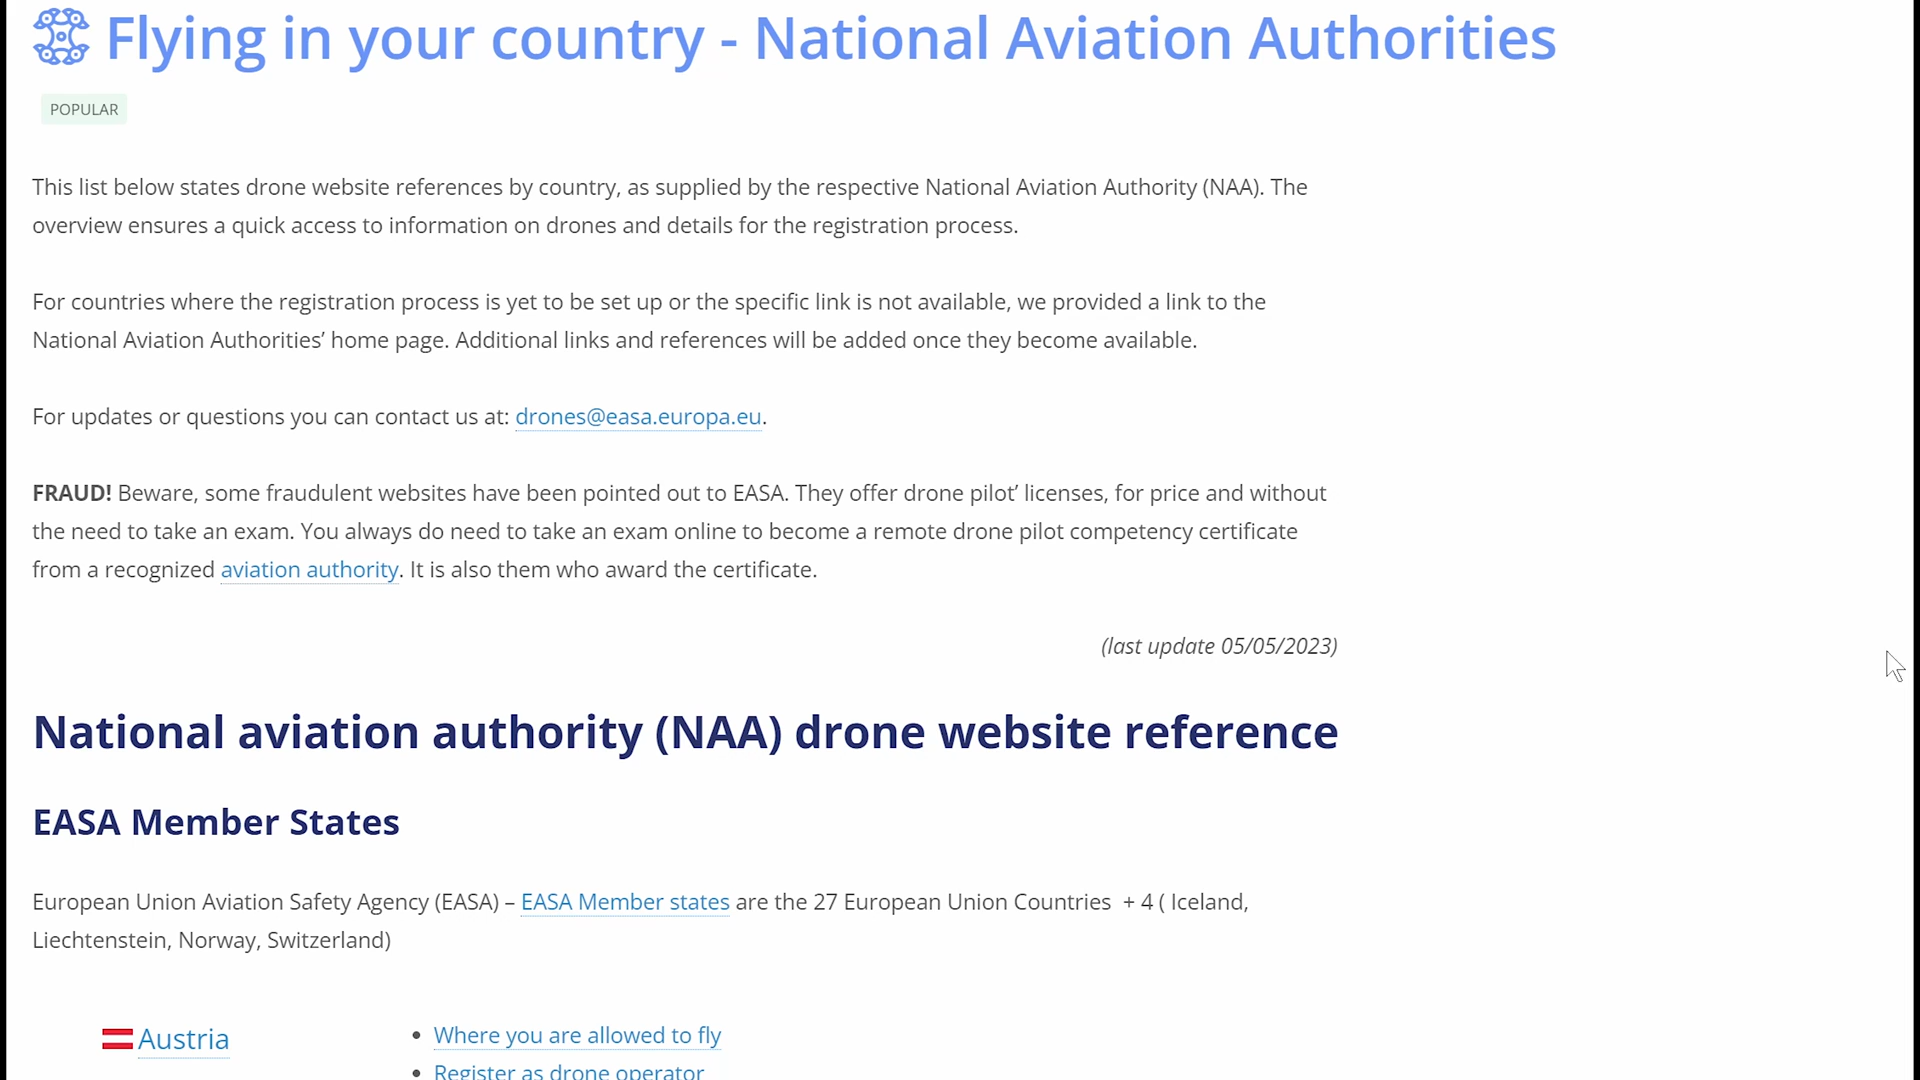 Flying in your country - National Aviation Authorities
POPULAR
This list below states drone website references by country, as supplied by the respective National Aviation Authority (NAA). The
overview ensures a quick access to information on drones and details for the registration process.
For countries where the registration process is yet to be set up or the specific link is not available, we provided a link to the
National Aviation Authorities’ home page. Additional links and references will be added once they become available.
For updates or questions you can contact us at: drones@easa.europa.eu.
FRAUD! Beware, some fraudulent websites have been pointed out to EASA. They offer drone pilot’ licenses, for price and without
the need to take an exam. You always do need to take an exam online to become a remote drone pilot competency certificate
from a recognized aviation authority. It is also them who award the certificate.
(last update 05/05/2023)
National aviation authority (NAA) drone website reference
EASA Member States
European Union Aviation Safety Agency (EASA) – EASA Member states are the 27 European Union Countries + 4 ( Iceland,
Liechtenstein, Norway, Switzerland)
Austria
• Where you are allowed to fly
• Register as drone operator